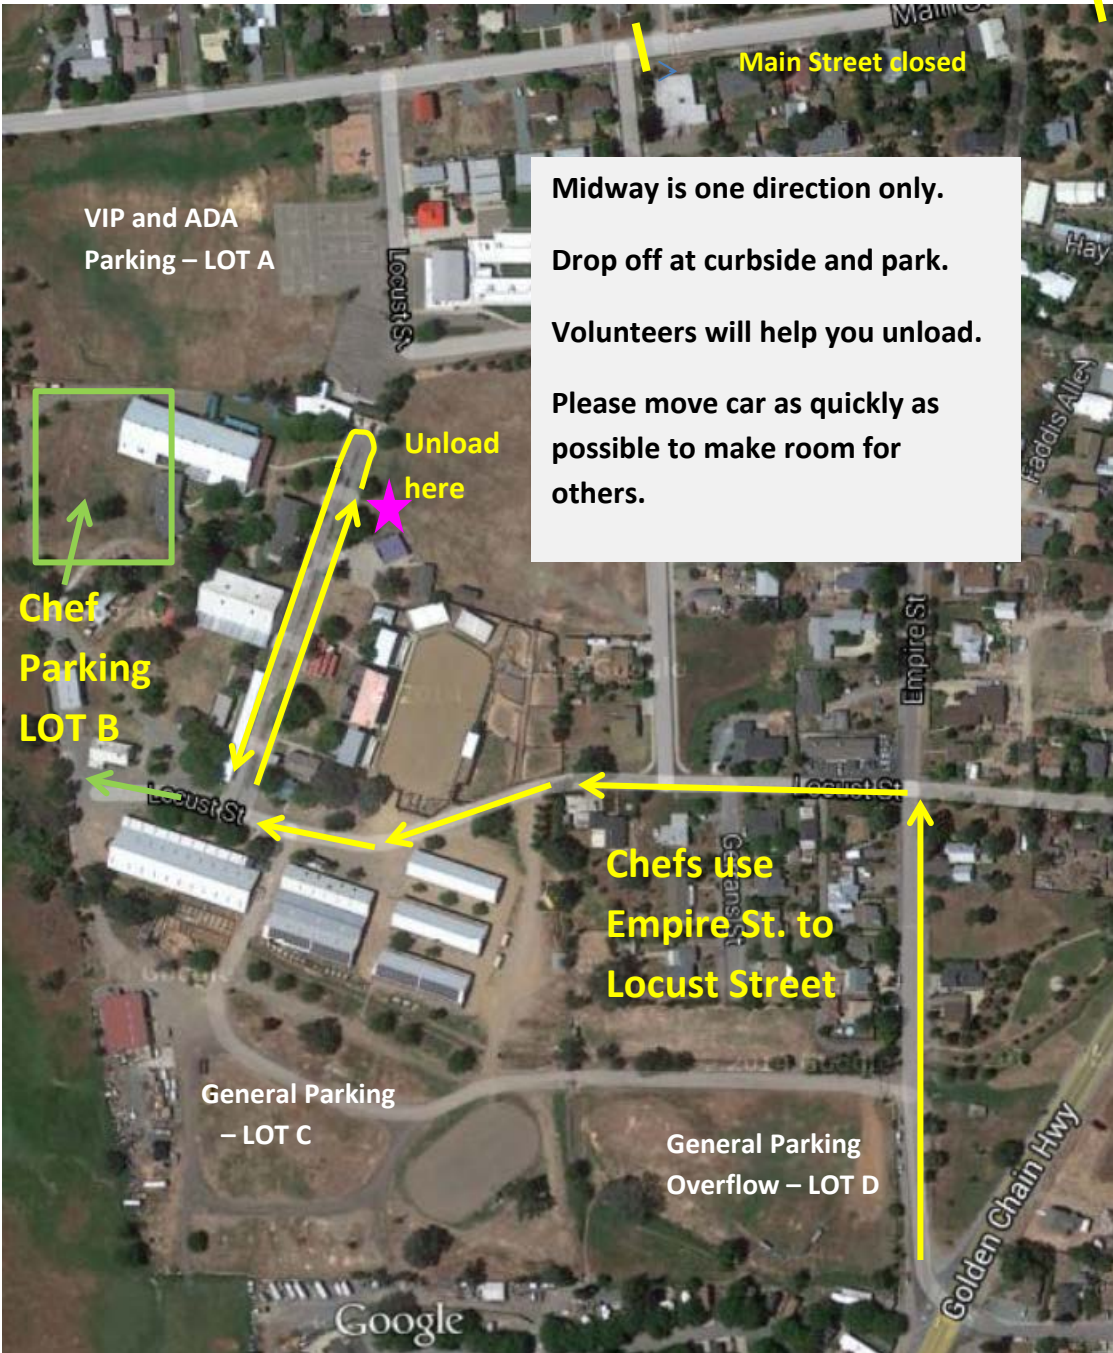 Main St
Main Street closed
Midway is one direction only.
Drop off at curbside and park.
Volunteers will help you unload.
Please move car as quickly as
possible to make room for
others.
VIP and ADA
Parking – LOT A
Locust St
Hay
Faddis Alley
Unload
here
Chef
Parking
LOT B
Empire St
Locust St
Locust St
Chefs use
Empire St. to
Locust Street
General Parking
– LOT C
General Parking
Overflow – LOT D
Golden Chain Hwy
Google